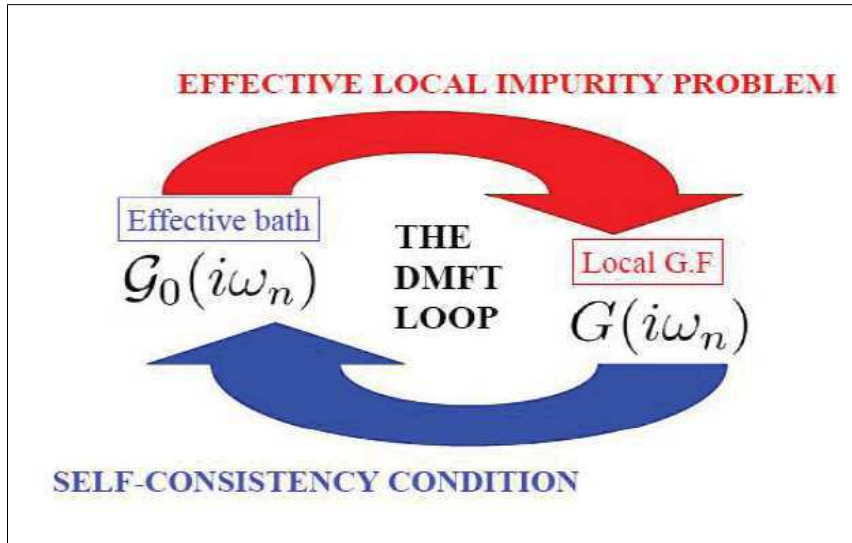 EFFECTIVE LOCAL IMPURITY PROBLEM
Effective bath
𝒢₀(iωₙ)
THE
DMFT
LOOP
Local G.F
G(iωₙ)
SELF-CONSISTENCY CONDITION